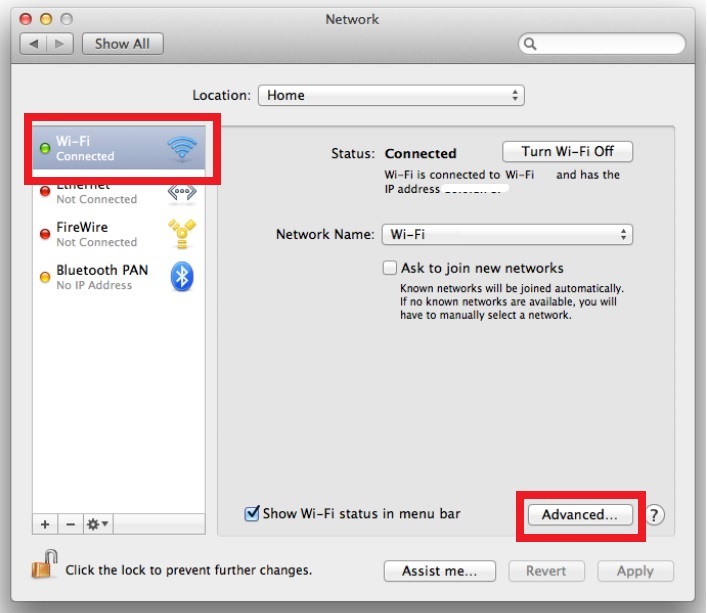 Network
Show All
Location: Home
Wi-Fi
Connected
Ethernet
Not Connected
FireWire
Not Connected
Bluetooth PAN
No IP Address
Status: Connected
Turn Wi-Fi Off
Wi-Fi is connected to Wi-Fi and has the
IP address
Network Name: Wi-Fi
Ask to join new networks
Known networks will be joined automatically.
If no known networks are available, you will
have to manually select a network.
Show Wi-Fi status in menu bar
Advanced...
?
Click the lock to prevent further changes.
Assist me...
Revert
Apply